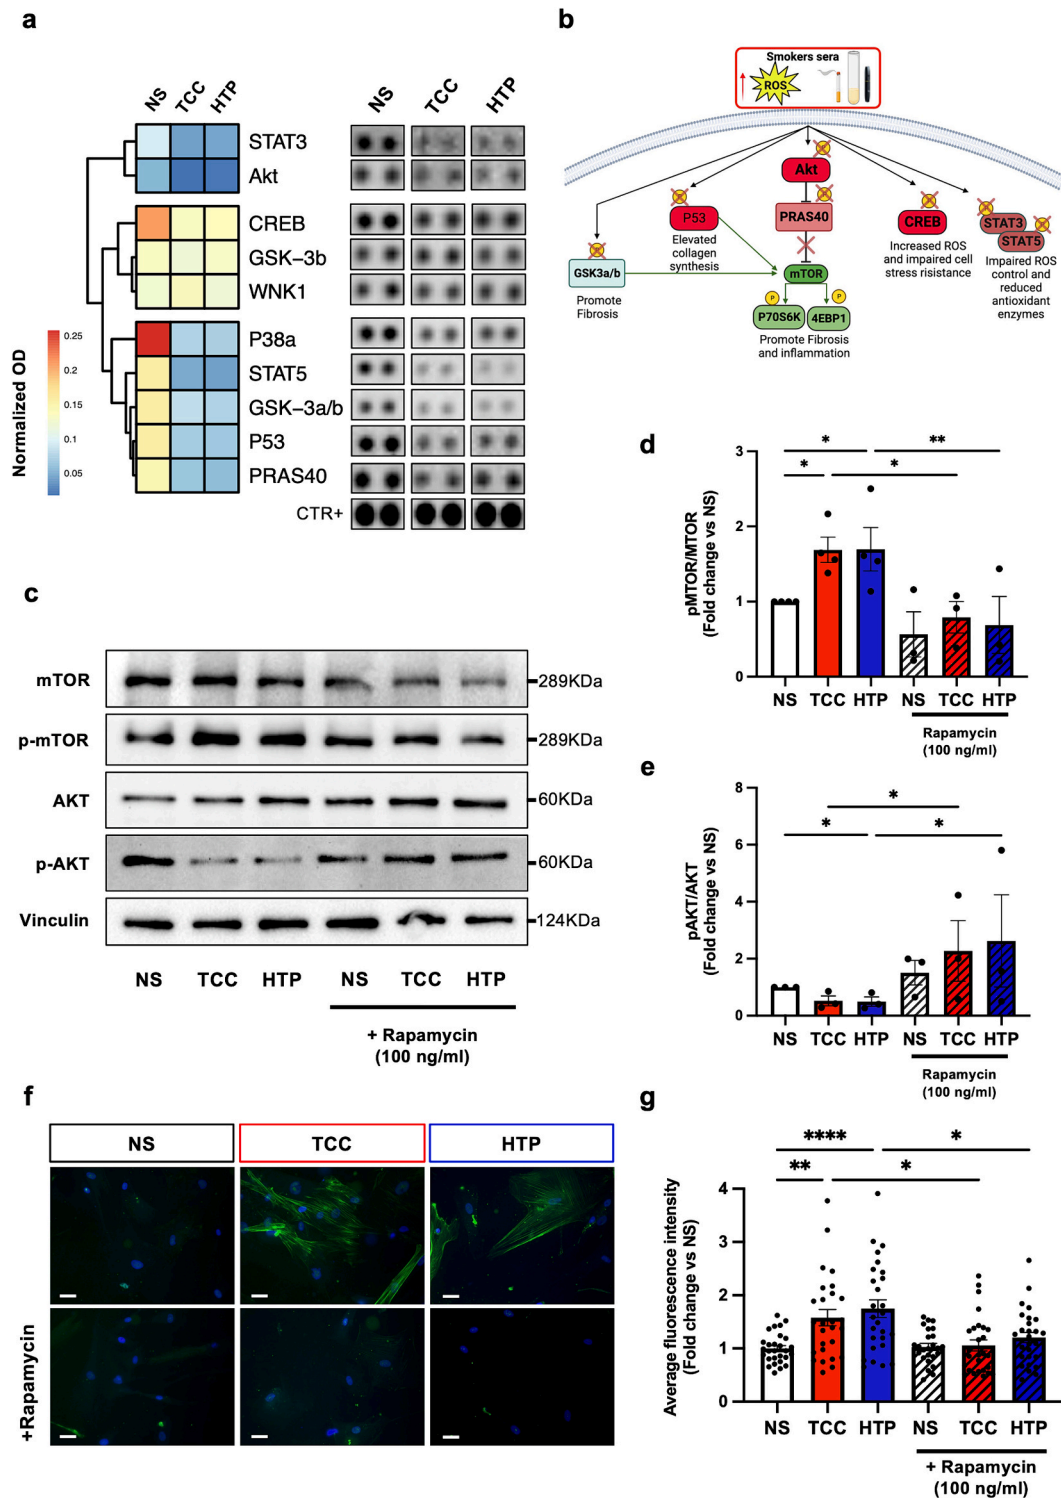 a
NS TCC HTP
NS TCC HTP
STAT3
Akt
CREB
GSK-3b
WNK1
P38a
STAT5
GSK-3a/b
P53
PRAS40
CTR+
Normalized OD
0.25
0.2
0.15
0.1
0.05
b
Smokers sera
ROS
Akt
P53
PRAS40
CREB
STAT3
STAT5
Elevated
collagen
synthesis
Increased ROS
and impaired cell
stress risistance
Impaired ROS
control and
reduced
antioxidant
enzymes
GSK3a/b
mTOR
Promote
Fibrosis
P
P
P70S6K
4EBP1
Promote Fibrosis
and inflammation
c
mTOR
289KDa
p-mTOR
289KDa
AKT
60KDa
p-AKT
60KDa
Vinculin
124KDa
NS TCC HTP NS TCC HTP
+ Rapamycin
(100 ng/ml)
d
pMTOR/MTOR
(Fold change vs NS)
3
2
1
0
* **
* *
NS TCC HTP NS TCC HTP
Rapamycin
(100 ng/ml)
e
pAKT/AKT
(Fold change vs NS)
8
6
4
2
0
*
* *
NS TCC HTP NS TCC HTP
Rapamycin
(100 ng/ml)
f
NS TCC HTP
+Rapamycin
g
Average fluorescence intensity
(Fold change vs NS)
4
3
2
1
0
**** *
** *
NS TCC HTP NS TCC HTP
+ Rapamycin
(100 ng/ml)